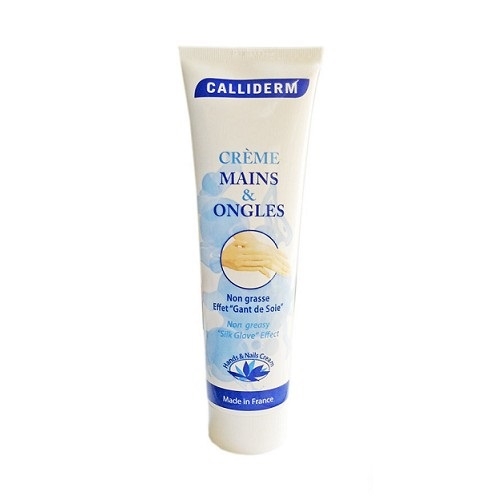 CALLIDERM
CRÈME
MAINS
&
ONGLES
Non grasse
Effet "Gant de Soie"
Non greasy
"Silk Glove" Effect
Hands & Nails Cream
Made in France